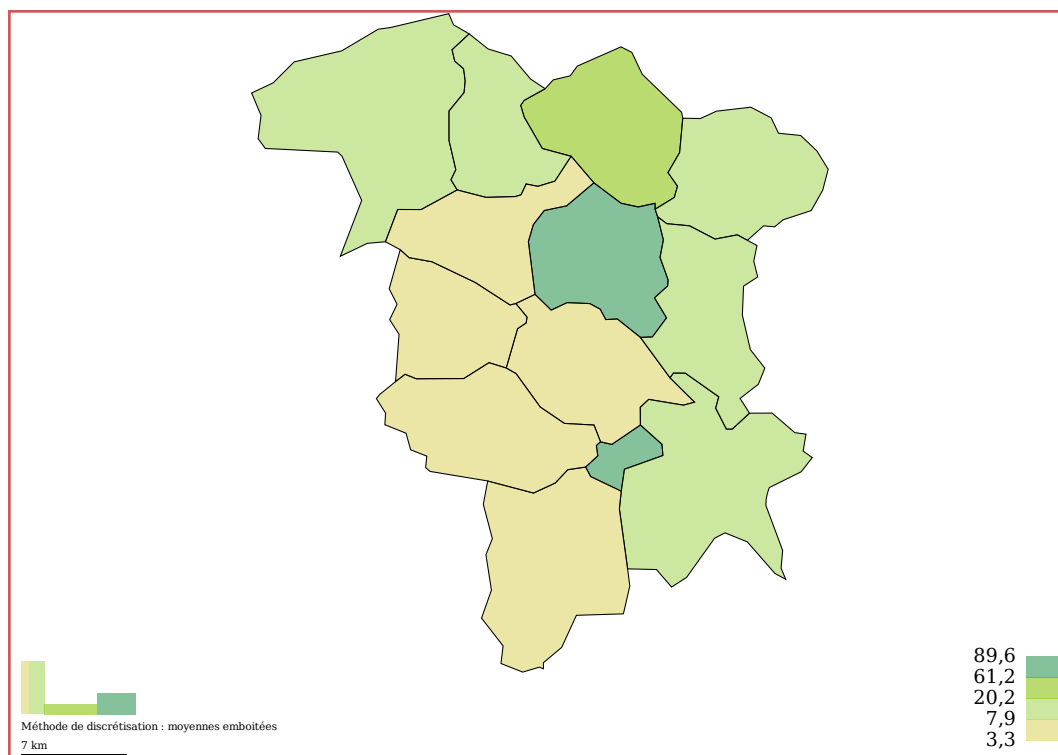 89,6
61,2
20,2
7,9
3,3
Méthode de discrétisation : moyennes emboitées
7 km